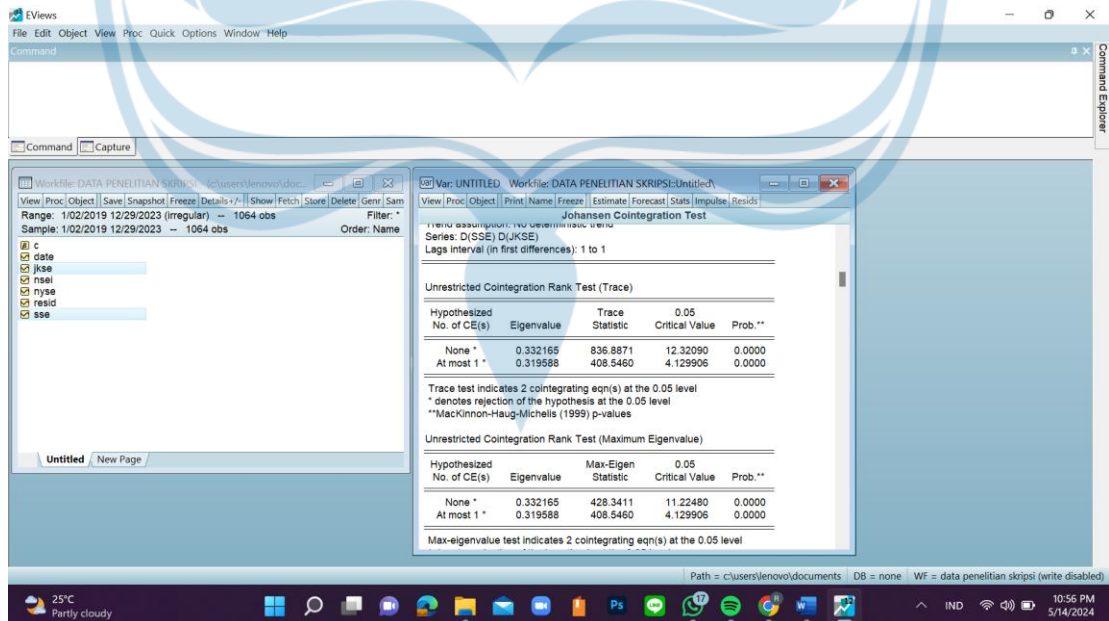 EViews
File Edit Object View Proc Quick Options Window Help
Command
Command Explorer
Command Capture
Workfile: DATA PENELITIAN SKRIPSI - (c:\users\lenovo\doc...
View Proc Object Save Snapshot Freeze Details+/- Show Fetch Store Delete Genr Sam
Range: 1/02/2019 12/29/2023 (irregular) -- 1064 obs Filter: *
Sample: 1/02/2019 12/29/2023 -- 1064 obs Order: Name
c
date
jkse
nsei
nyse
resid
sse
Untitled New Page
Var: UNTITLED Workfile: DATA PENELITIAN SKRIPSI::Untitled\
View Proc Object Print Name Freeze Estimate Forecast Stats Impulse Resids
Johansen Cointegration Test
Trend assumption: No deterministic trend
Series: D(SSE) D(JKSE)
Lags interval (in first differences): 1 to 1
Unrestricted Cointegration Rank Test (Trace)
Hypothesized Trace 0.05
No. of CE(s) Eigenvalue Statistic Critical Value Prob.**
None * 0.332165 836.8871 12.32090 0.0000
At most 1 * 0.319588 408.5460 4.129906 0.0000
Trace test indicates 2 cointegrating eqn(s) at the 0.05 level
* denotes rejection of the hypothesis at the 0.05 level
**MacKinnon-Haug-Michelis (1999) p-values
Unrestricted Cointegration Rank Test (Maximum Eigenvalue)
Hypothesized Max-Eigen 0.05
No. of CE(s) Eigenvalue Statistic Critical Value Prob.**
None * 0.332165 428.3411 11.22480 0.0000
At most 1 * 0.319588 408.5460 4.129906 0.0000
Max-eigenvalue test indicates 2 cointegrating eqn(s) at the 0.05 level
Path = c:\users\lenovo\documents DB = none WF = data penelitian skripsi (write disabled)
25°C
Partly cloudy
Ps
17
12
IND
10:56 PM
5/14/2024